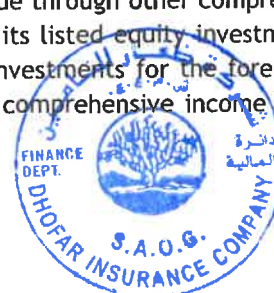 de through other compre
its listed equity investm
nvestments for the fore
comprehensive income
FINANCE
DEPT.
دائرة
المالية
S.A.O.G.
DHOFAR INSURANCE COMPANY